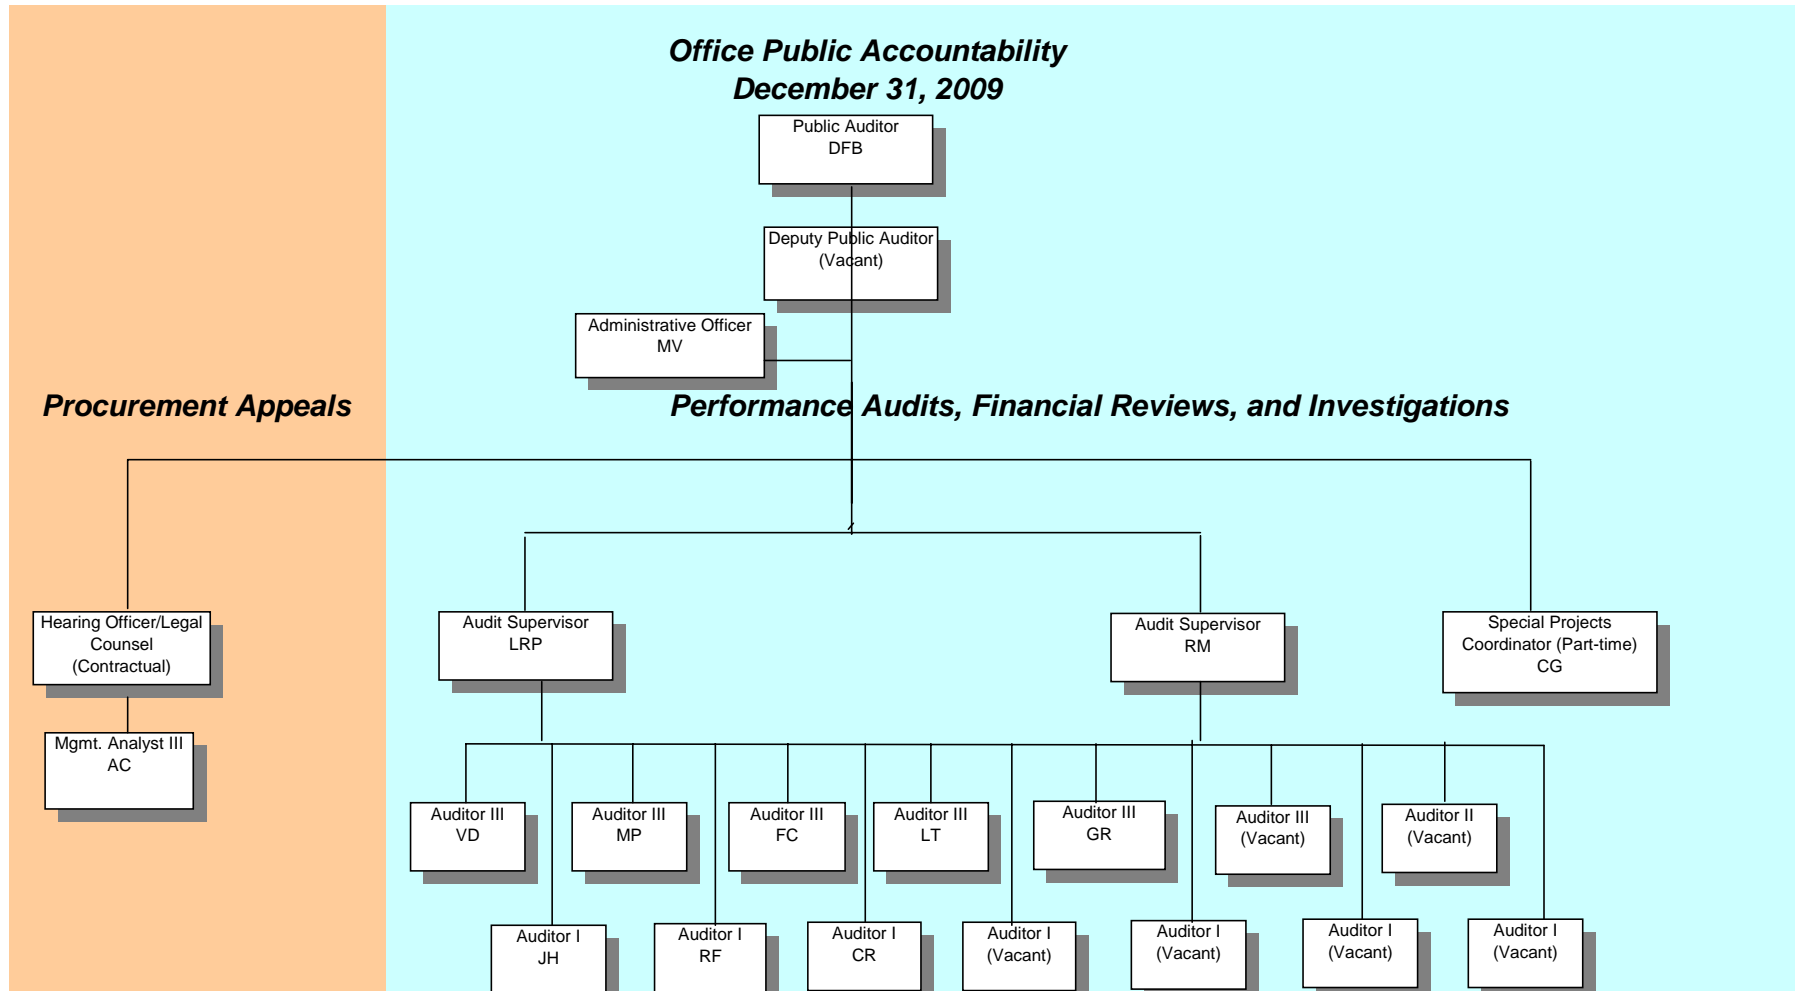 Office Public Accountability
December 31, 2009
Public Auditor
DFB
Deputy Public Auditor
(Vacant)
Administrative Officer
MV
Procurement Appeals
Performance Audits, Financial Reviews, and Investigations
Hearing Officer/Legal
Counsel
(Contractual)
Audit Supervisor
LRP
Audit Supervisor
RM
Special Projects
Coordinator (Part-time)
CG
Mgmt. Analyst III
AC
Auditor III
VD
Auditor III
MP
Auditor III
FC
Auditor III
LT
Auditor III
GR
Auditor III
(Vacant)
Auditor II
(Vacant)
Auditor I
JH
Auditor I
RF
Auditor I
CR
Auditor I
(Vacant)
Auditor I
(Vacant)
Auditor I
(Vacant)
Auditor I
(Vacant)